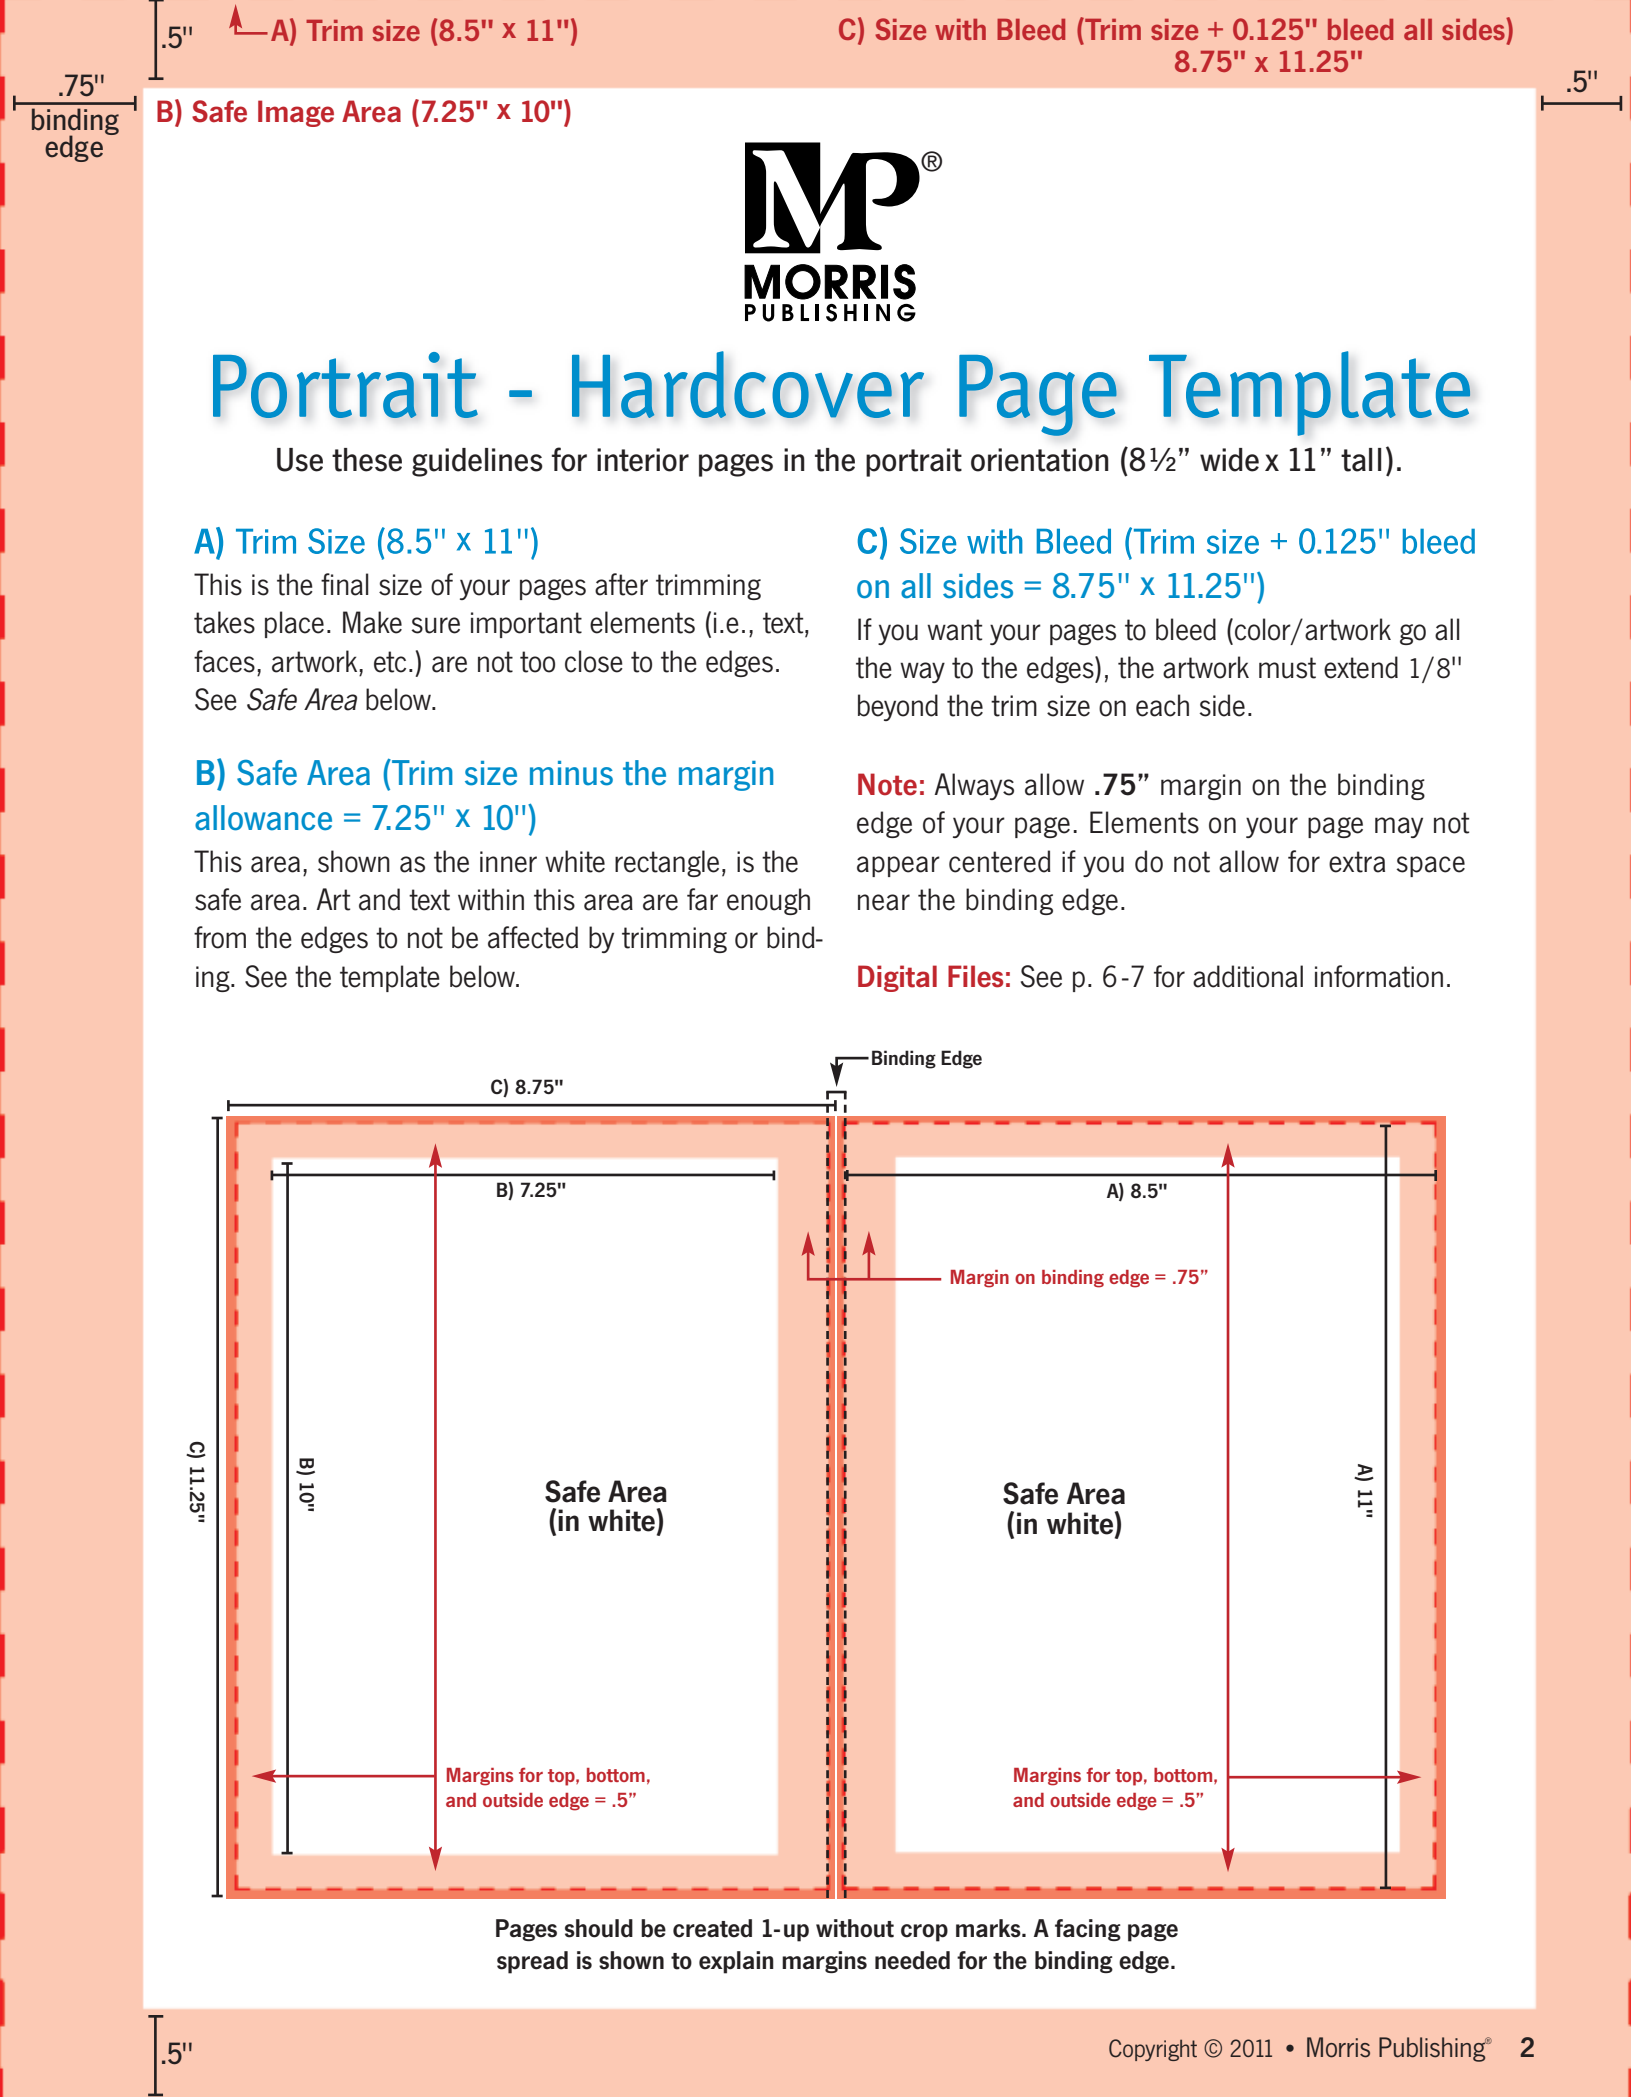 .5"
A) Trim size (8.5" x 11")
C) Size with Bleed (Trim size + 0.125" bleed all sides)
8.75" x 11.25"
.75"
binding
edge
.5"
B) Safe Image Area (7.25" x 10")
MP®
MORRIS
PUBLISHING
Portrait - Hardcover Page Template
Use these guidelines for interior pages in the portrait orientation (8½” wide x 11” tall).
A) Trim Size (8.5" x 11")
This is the final size of your pages after trimming
takes place. Make sure important elements (i.e., text,
faces, artwork, etc.) are not too close to the edges.
See Safe Area below.
B) Safe Area (Trim size minus the margin
allowance = 7.25" x 10")
This area, shown as the inner white rectangle, is the
safe area. Art and text within this area are far enough
from the edges to not be affected by trimming or bind-
ing. See the template below.
C) Size with Bleed (Trim size + 0.125" bleed
on all sides = 8.75" x 11.25")
If you want your pages to bleed (color/artwork go all
the way to the edges), the artwork must extend 1/8"
beyond the trim size on each side.
Note: Always allow .75” margin on the binding
edge of your page. Elements on your page may not
appear centered if you do not allow for extra space
near the binding edge.
Digital Files: See p. 6-7 for additional information.
Binding Edge
C) 8.75"
B) 7.25"
A) 8.5"
Margin on binding edge = .75”
C) 11.25"
B) 10"
Safe Area
(in white)
Safe Area
(in white)
A) 11"
Margins for top, bottom,
and outside edge = .5”
Margins for top, bottom,
and outside edge = .5”
Pages should be created 1-up without crop marks. A facing page
spread is shown to explain margins needed for the binding edge.
.5"
Copyright © 2011 • Morris Publishing® 2